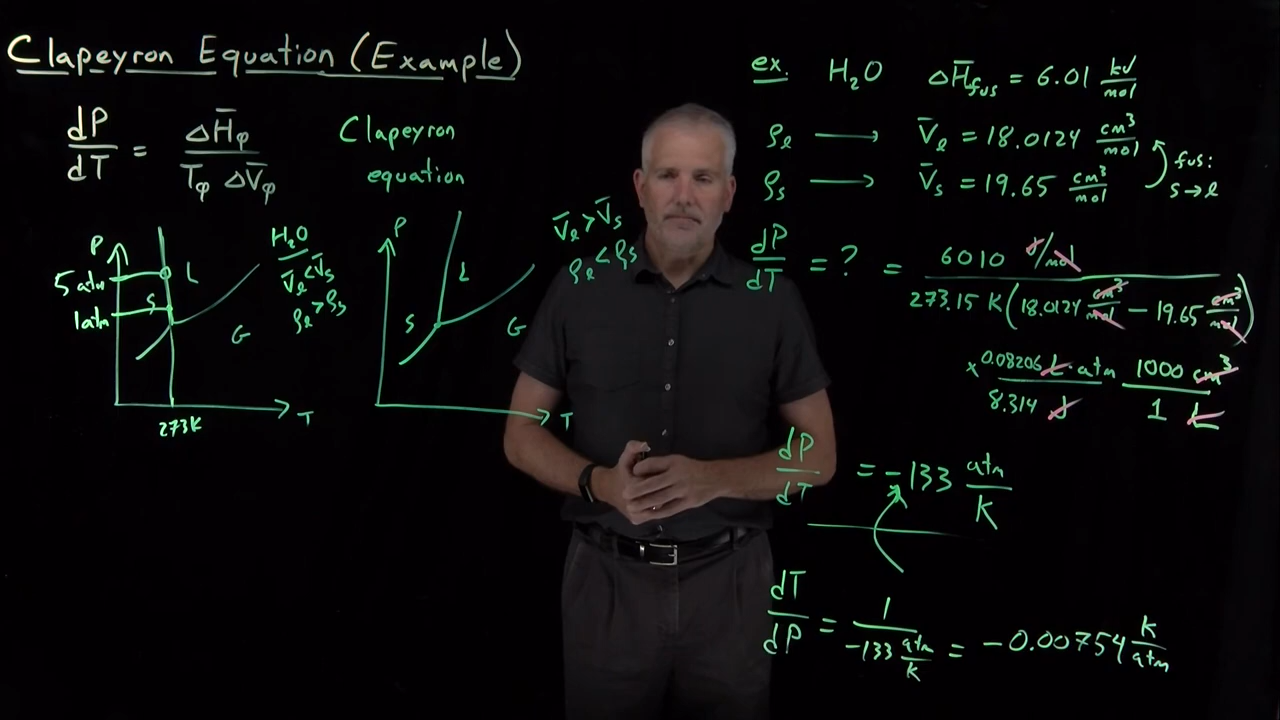 Clapeyron Equation (Example)
dP/dT = ΔH̄φ / Tφ ΔV̄φ
Clapeyron
equation
P
H₂O
V̄ℓ < V̄s
ρℓ > ρs
5 atm
1 atm
S
L
G
273K
T
P
V̄ℓ > V̄s
ρℓ < ρs
S
L
G
T
ex. H₂O ΔH̄fus = 6.01 kJ/mol
ρℓ → V̄ℓ = 18.0124 cm³/mol
ρs → V̄s = 19.65 cm³/mol
fus:
s→ℓ
dP/dT = ? = 6010 J/mol / 273.15 K (18.0124 cm³/mol − 19.65 cm³/mol)
× 0.08206 L·atm / 8.314 J 1000 cm³ / 1 L
dP/dT = −133 atm/K
dT/dP = 1 / −133 atm/K = −0.00754 K/atm